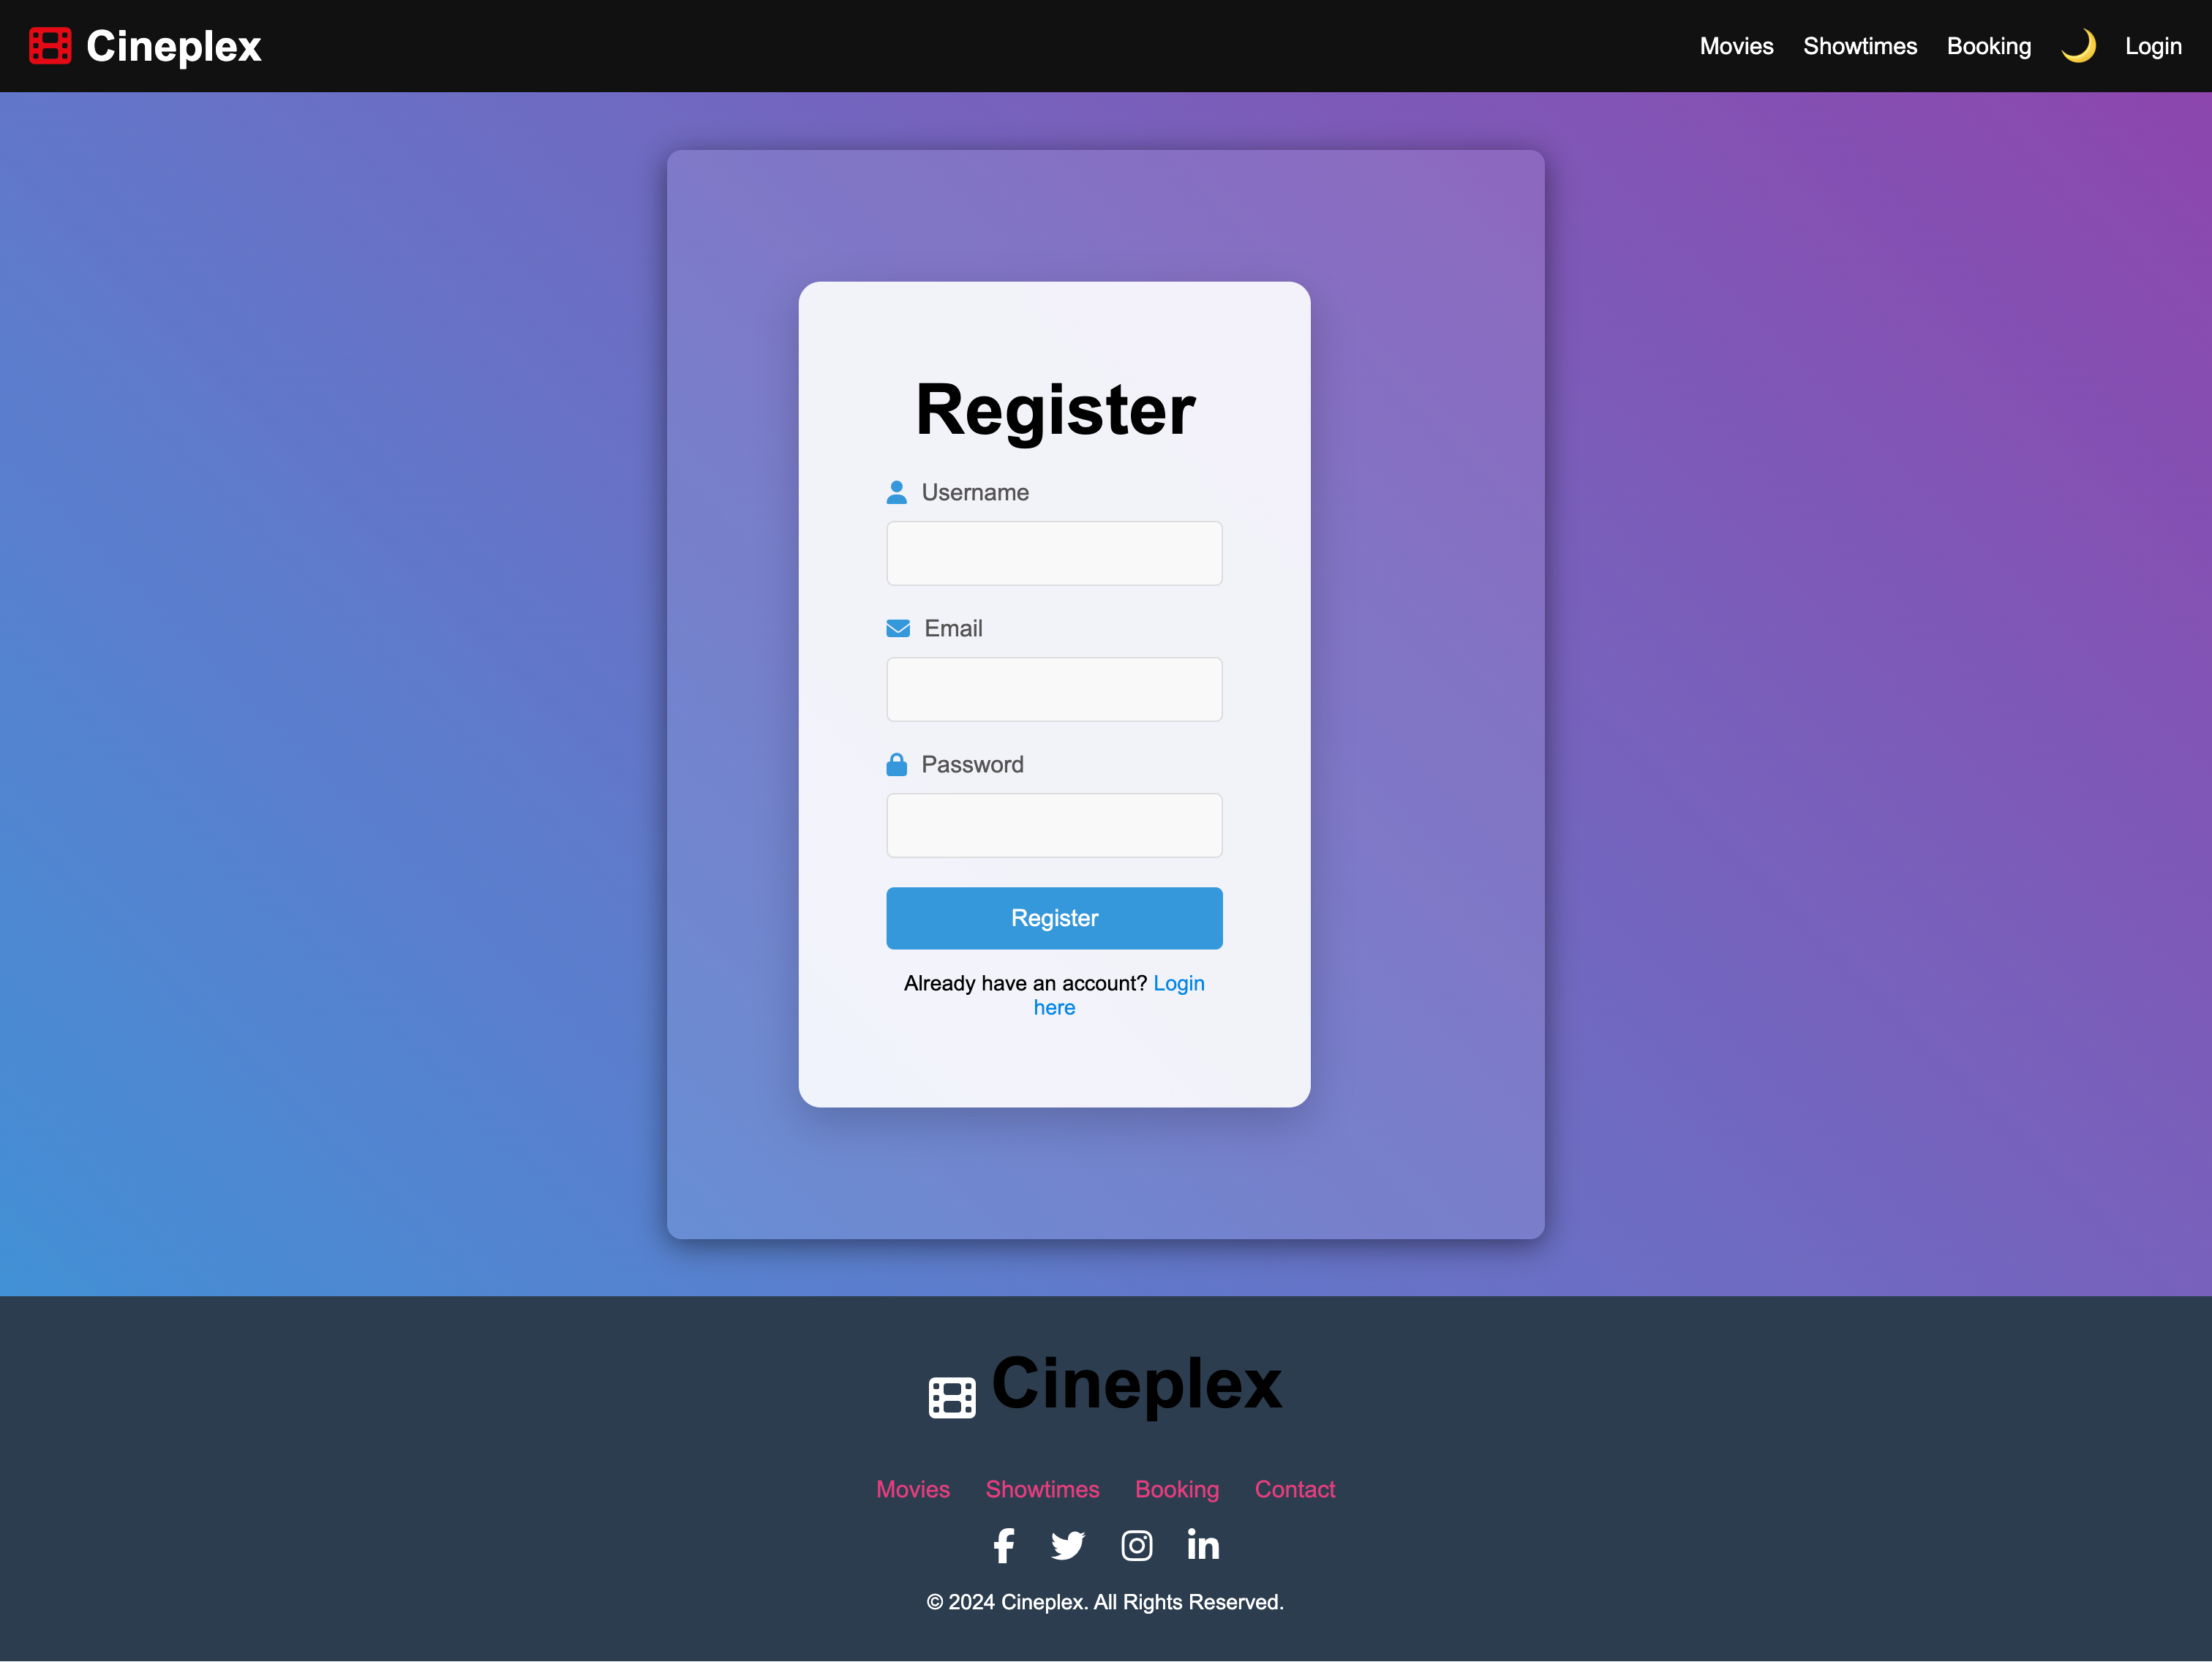 Cineplex
Movies Showtimes Booking Login
Register
Username
Email
Password
Register
Already have an account? Login
here
Cineplex
Movies Showtimes Booking Contact
© 2024 Cineplex. All Rights Reserved.